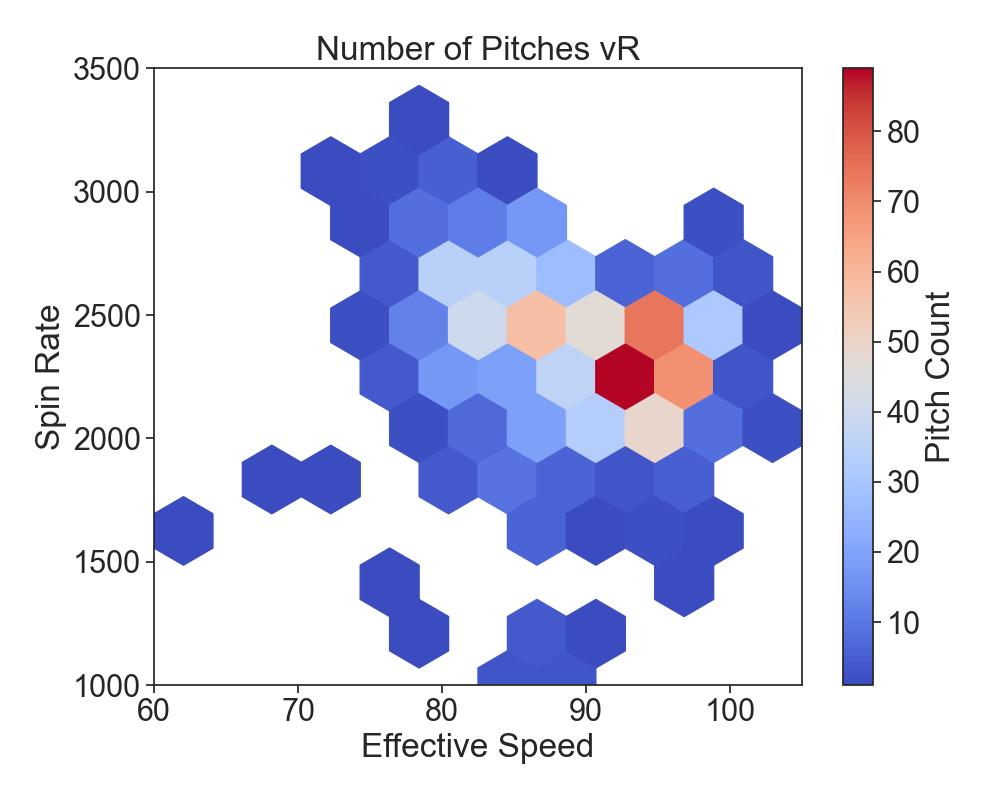 Number of Pitches vR
3500
3000
2500
2000
1500
1000
Spin Rate
60 70 80 90 100
Effective Speed
80
70
60
50
40
30
20
10
Pitch Count